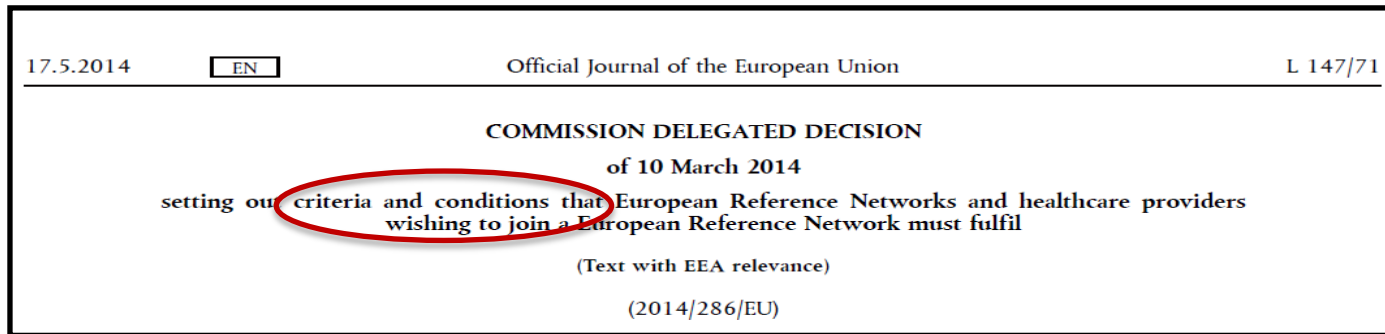 17.5.2014 EN Official Journal of the European Union L 147/71
COMMISSION DELEGATED DECISION
of 10 March 2014
setting out criteria and conditions that European Reference Networks and healthcare providers
wishing to join a European Reference Network must fulfil
(Text with EEA relevance)
(2014/286/EU)